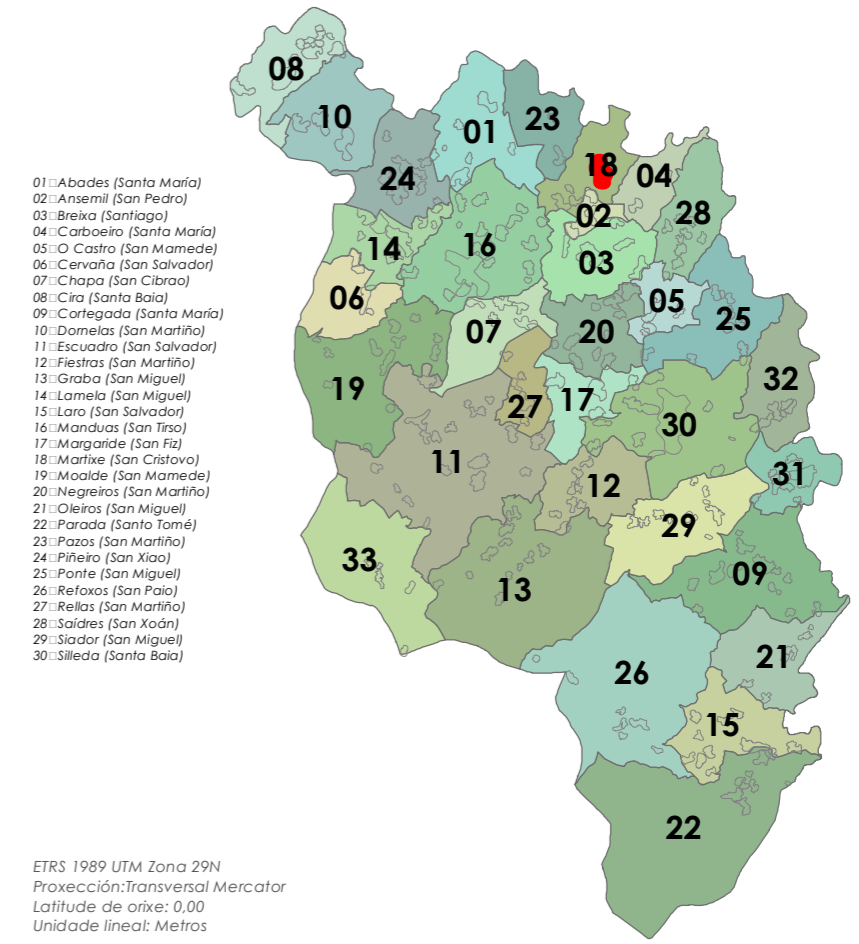 08
10
01
23
18
04
24
02
28
14
16
03
06
05
07
20
25
19
27
17
32
30
11
12
31
29
33
13
09
26
21
15
22
01□Abades (Santa María)
02□Ansemil (San Pedro)
03□Breixa (Santiago)
04□Carboeiro (Santa María)
05□O Castro (San Mamede)
06□Cervaña (San Salvador)
07□Chapa (San Cibrao)
08□Cira (Santa Baia)
09□Cortegada (Santa María)
10□Dornelas (San Martiño)
11□Escuadro (San Salvador)
12□Fiestras (San Martiño)
13□Graba (San Miguel)
14□Lamela (San Miguel)
15□Laro (San Salvador)
16□Manduas (San Tirso)
17□Margaride (San Fiz)
18□Martixe (San Cristovo)
19□Moalde (San Mamede)
20□Negreiros (San Martiño)
21□Oleiros (San Miguel)
22□Parada (Santo Tomé)
23□Pazos (San Martiño)
24□Piñeiro (San Xiao)
25□Ponte (San Miguel)
26□Refoxos (San Paio)
27□Rellas (San Martiño)
28□Saídres (San Xoán)
29□Siador (San Miguel)
30□Silleda (Santa Baia)
ETRS 1989 UTM Zona 29N
Proxección:Transversal Mercator
Latitude de orixe: 0,00
Unidade lineal: Metros